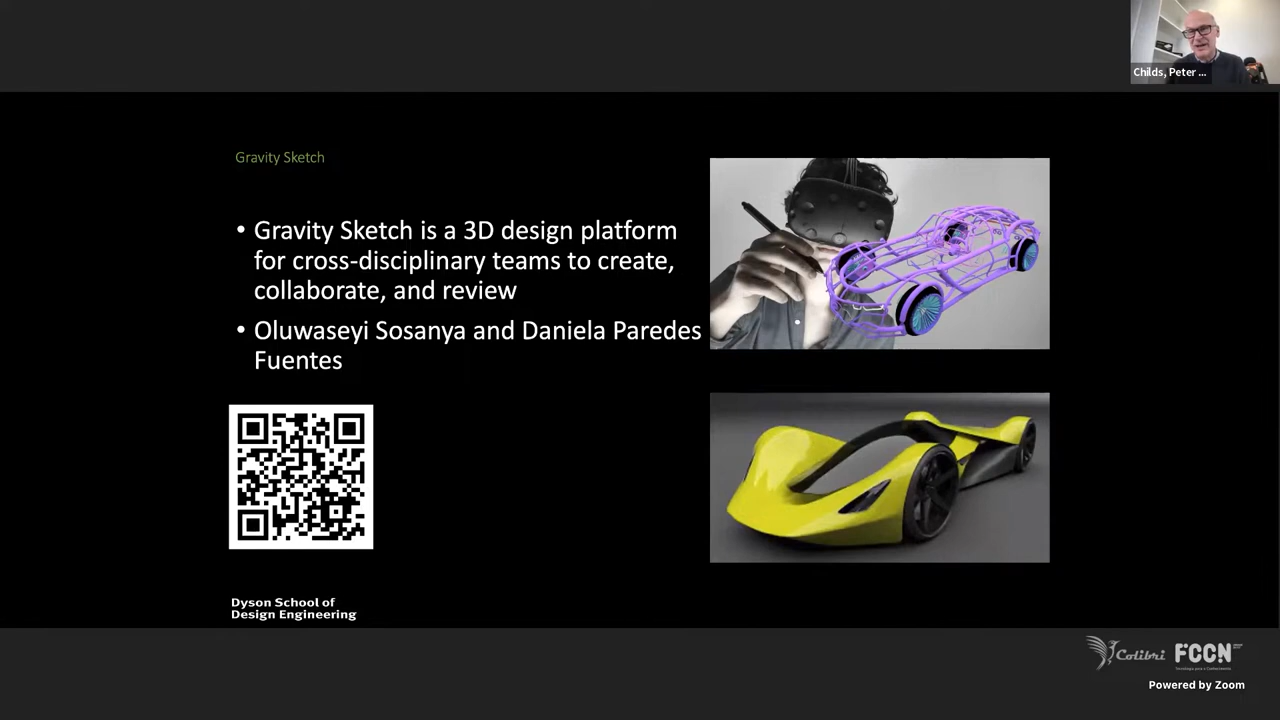 Childs, Peter ...
Gravity Sketch
• Gravity Sketch is a 3D design platform
for cross-disciplinary teams to create,
collaborate, and review
• Oluwaseyi Sosanya and Daniela Paredes
Fuentes
Dyson School of
Design Engineering
Colibri FCCN
Powered by Zoom